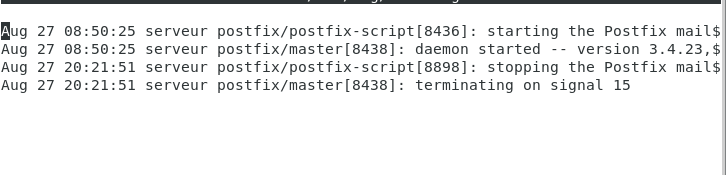 Aug 27 08:50:25 serveur postfix/postfix-script[8436]: starting the Postfix mail$
Aug 27 08:50:25 serveur postfix/master[8438]: daemon started -- version 3.4.23,$
Aug 27 20:21:51 serveur postfix/postfix-script[8898]: stopping the Postfix mail$
Aug 27 20:21:51 serveur postfix/master[8438]: terminating on signal 15